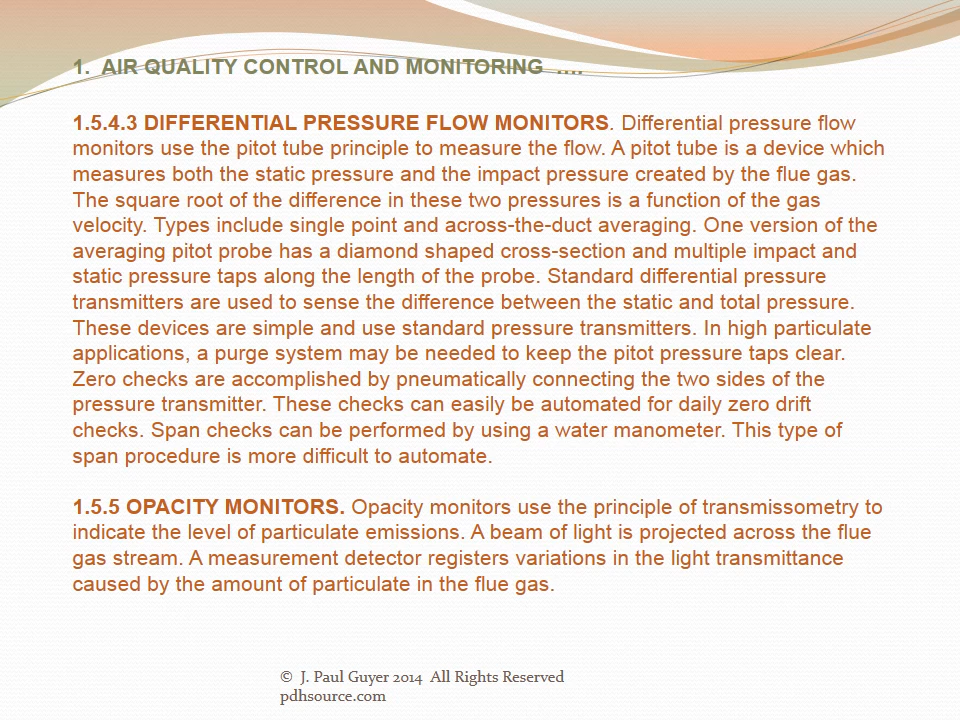 1.  AIR QUALITY CONTROL AND MONITORING  ….
1.5.4.3 DIFFERENTIAL PRESSURE FLOW MONITORS. Differential pressure flow
monitors use the pitot tube principle to measure the flow. A pitot tube is a device which
measures both the static pressure and the impact pressure created by the flue gas.
The square root of the difference in these two pressures is a function of the gas
velocity. Types include single point and across-the-duct averaging. One version of the
averaging pitot probe has a diamond shaped cross-section and multiple impact and
static pressure taps along the length of the probe. Standard differential pressure
transmitters are used to sense the difference between the static and total pressure.
These devices are simple and use standard pressure transmitters. In high particulate
applications, a purge system may be needed to keep the pitot pressure taps clear.
Zero checks are accomplished by pneumatically connecting the two sides of the
pressure transmitter. These checks can easily be automated for daily zero drift
checks. Span checks can be performed by using a water manometer. This type of
span procedure is more difficult to automate.
1.5.5 OPACITY MONITORS. Opacity monitors use the principle of transmissometry to
indicate the level of particulate emissions. A beam of light is projected across the flue
gas stream. A measurement detector registers variations in the light transmittance
caused by the amount of particulate in the flue gas.
©  J. Paul Guyer 2014  All Rights Reserved
pdhsource.com